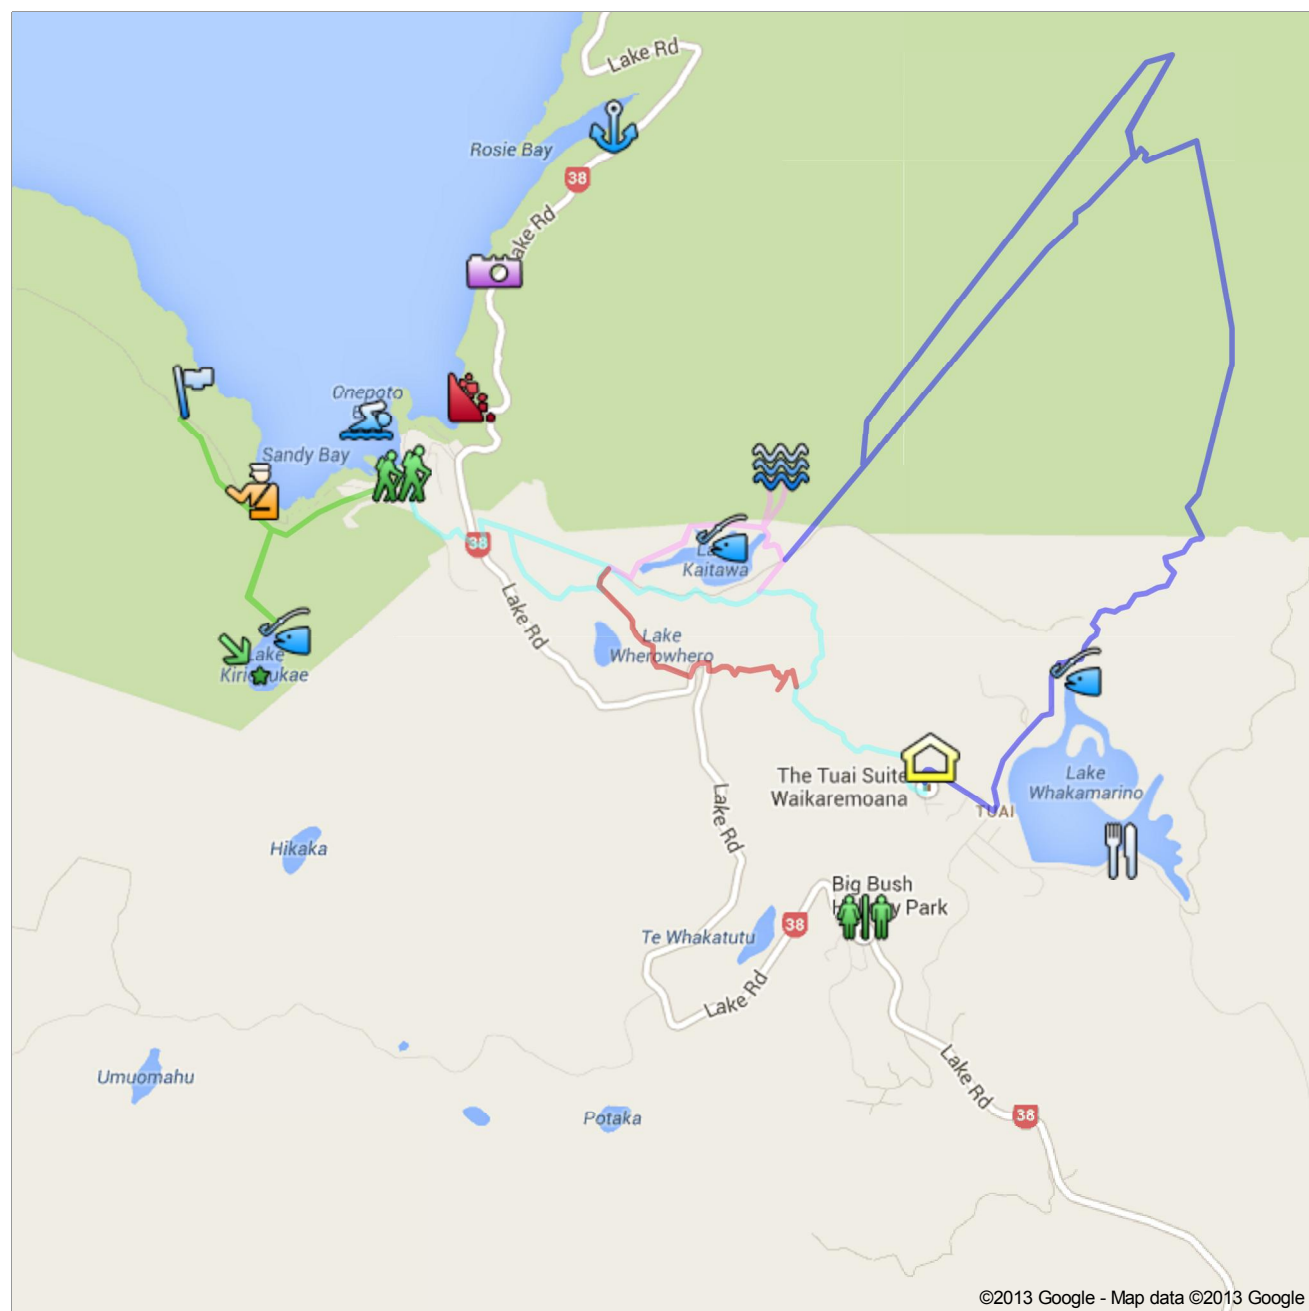 Lake Rd
Rosie Bay
38
Lake Rd
Onepoto
Sandy Bay
38
Kaitawa
Lake Rd
Lake
Wherowhero
Lake
The Tuai Suite
Waikaremoana
Lake
Whakamarino
TUAI
Lake Rd
Hikaka
Big Bush
Park
38
Te Whakatutu
Lake Rd
Umuomahu
Lake Rd
Potaka
38
©2013 Google - Map data ©2013 Google